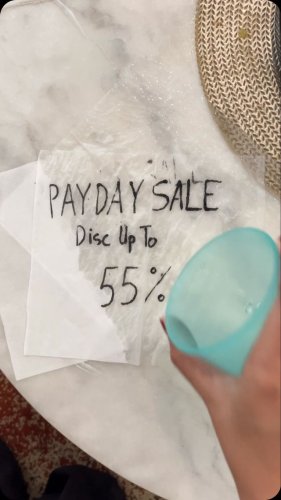 PAYDAY SALE
Disc Up To
55%